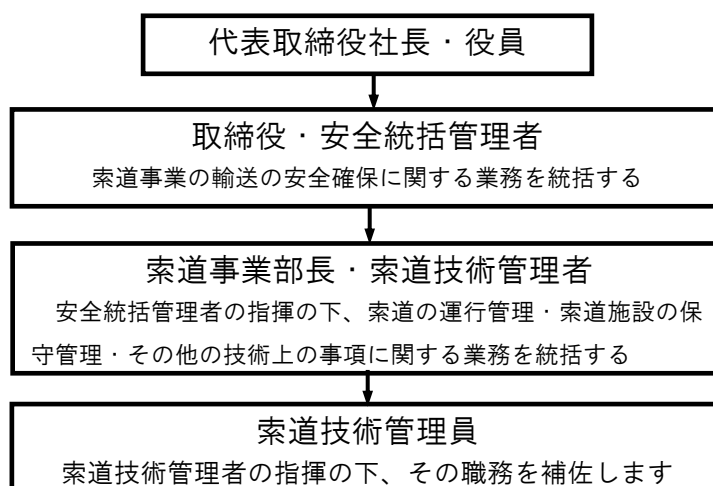 代表取締役社長・役員
取締役・安全統括管理者
索道事業の輸送の安全確保に関する業務を統括する
索道事業部長・索道技術管理者
安全統括管理者の指揮の下、索道の運行管理・索道施設の保
守管理・その他の技術上の事項に関する業務を統括する
索道技術管理員
索道技術管理者の指揮の下、その職務を補佐します